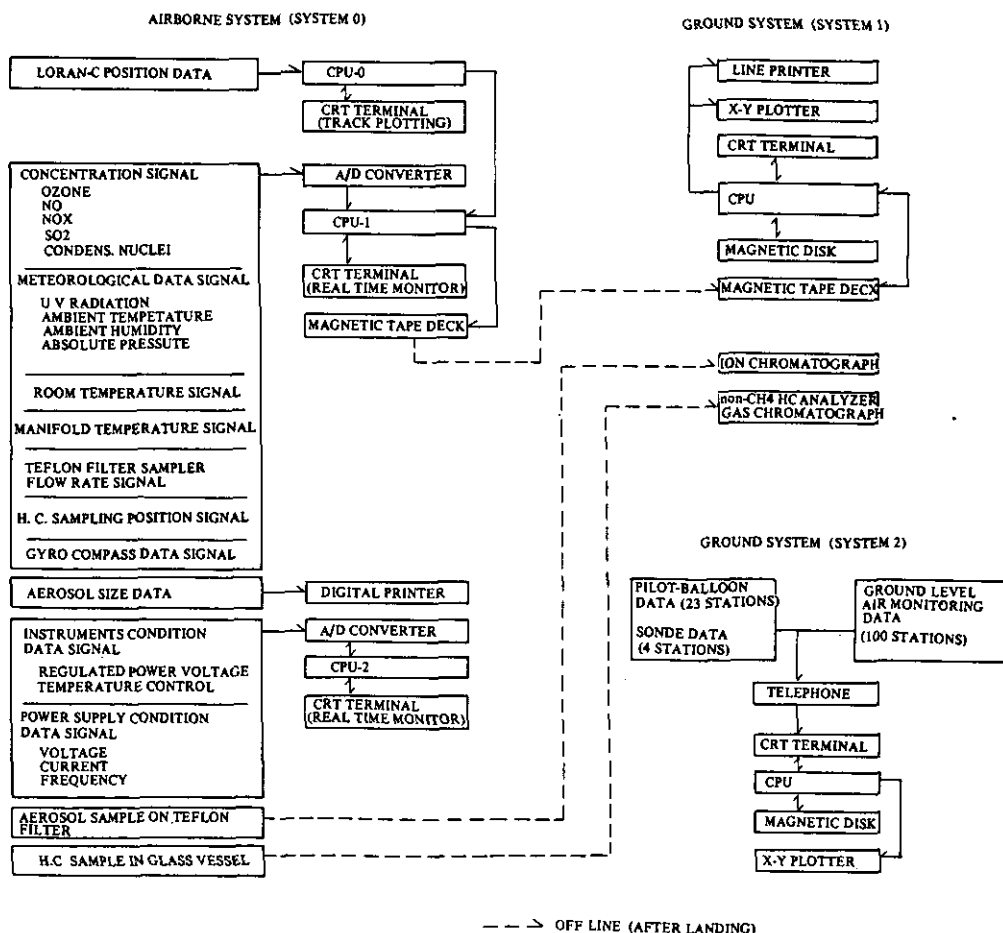 AIRBORNE SYSTEM (SYSTEM 0)
LORAN-C POSITION DATA
CPU-0
CRT TERMINAL
(TRACK PLOTTING)
CONCENTRATION SIGNAL
OZONE
NO
NOX
SO2
CONDENS. NUCLEI
METEOROLOGICAL DATA SIGNAL
U V RADIATION
AMBIENT TEMPETATURE
AMBIENT HUMIDITY
ABSOLUTE PRESSUTE
ROOM TEMPERATURE SIGNAL
MANIFOLD TEMPERATURE SIGNAL
TEFLON FILTER SAMPLER
FLOW RATE SIGNAL
H. C. SAMPLING POSITION SIGNAL
GYRO COMPASS DATA SIGNAL
A/D CONVERTER
CPU-1
CRT TERMINAL
(REAL TIME MONITOR)
MAGNETIC TAPE DECK
AEROSOL SIZE DATA
DIGITAL PRINTER
INSTRUMENTS CONDITION
DATA SIGNAL
REGULATED POWER VOLTAGE
TEMPERATURE CONTROL
POWER SUPPLY CONDITION
DATA SIGNAL
VOLTAGE
CURRENT
FREQUENCY
A/D CONVERTER
CPU-2
CRT TERMINAL
(REAL TIME MONITOR)
AEROSOL SAMPLE ON TEFLON
FILTER
H.C SAMPLE IN GLASS VESSEL
GROUND SYSTEM (SYSTEM 1)
LINE PRINTER
X-Y PLOTTER
CRT TERMINAL
CPU
MAGNETIC DISK
MAGNETIC TAPE DECX
ION CHROMATOGRAPH
non-CH4 HC ANALYZER
GAS CHROMATOGRAPH
GROUND SYSTEM (SYSTEM 2)
PILOT-BALLOON
DATA (23 STATIONS)
SONDE DATA
(4 STATIONS)
GROUND LEVEL
AIR MONITORING
DATA
(100 STATIONS)
TELEPHONE
CRT TERMINAL
CPU
MAGNETIC DISK
X-Y PLOTTER
OFF LINE (AFTER LANDING)